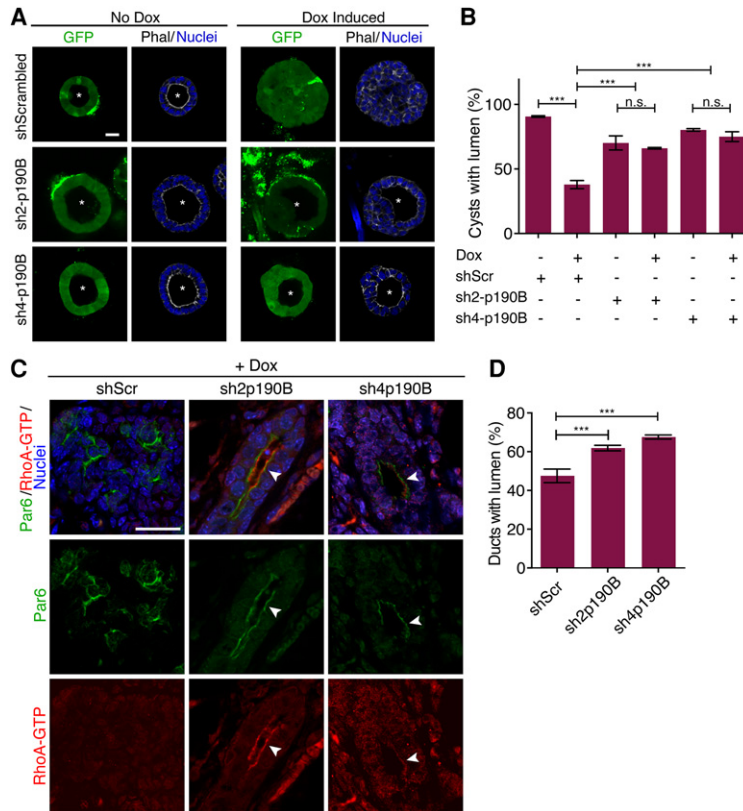 A
No Dox
Dox Induced
GFP
Phal/Nuclei
GFP
Phal/Nuclei
shScrambled
sh2-p190B
sh4-p190B
*
*
*
*
*
*
*
*
*
*
B
Cysts with lumen (%)
100
50
0
***
***
***
n.s.
n.s.
Dox - + - + - +
shScr + + - - - -
sh2-p190B - - + + - -
sh4-p190B - - - - + +
C
+ Dox
shScr
sh2p190B
sh4p190B
Par6/RhoA-GTP/
Nuclei
Par6
RhoA-GTP
D
Ducts with lumen (%)
80
60
40
20
0
***
***
shScr
sh2p190B
sh4p190B